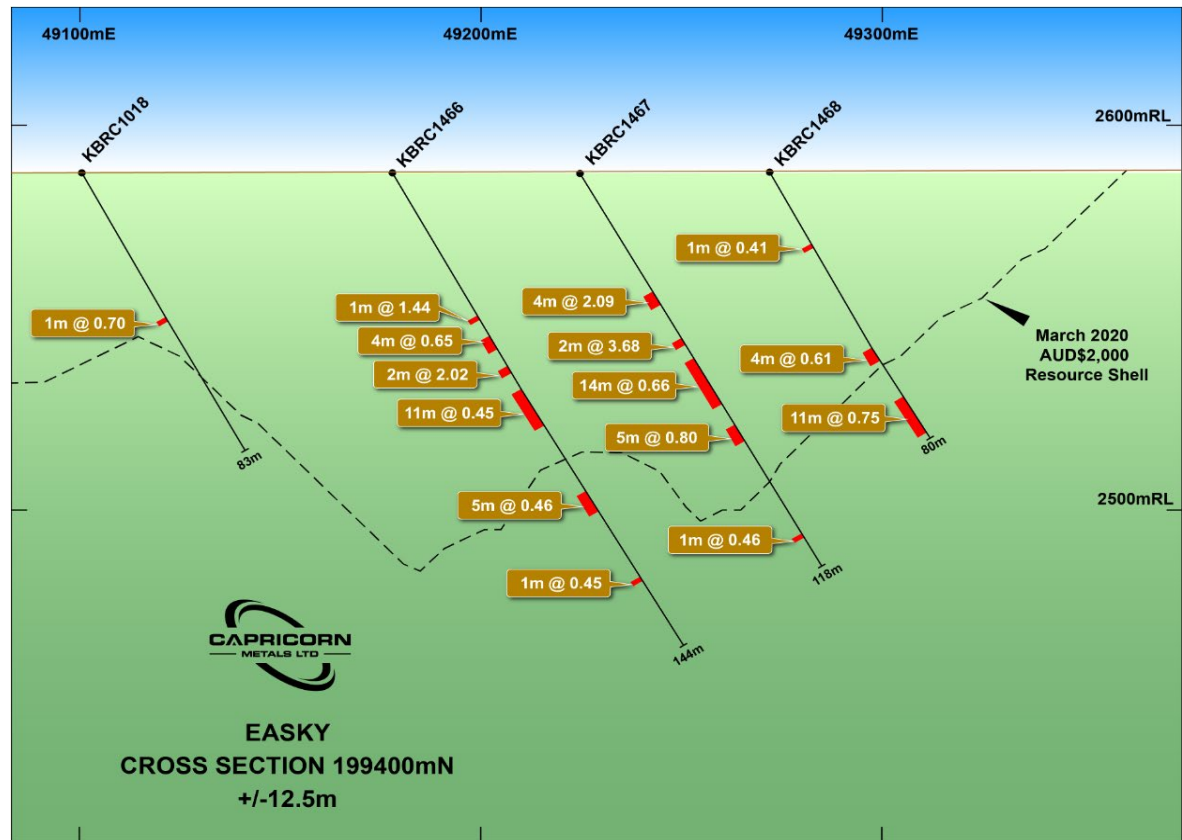 49100mE
49200mE
49300mE
2600mRL
KBRC1018
KBRC1466
KBRC1467
KBRC1468
1m @ 0.41
4m @ 2.09
1m @ 1.44
1m @ 0.70
4m @ 0.65
2m @ 3.68
March 2020
AUD$2,000
Resource Shell
4m @ 0.61
2m @ 2.02
14m @ 0.66
11m @ 0.45
11m @ 0.75
5m @ 0.80
83m
80m
2500mRL
5m @ 0.46
1m @ 0.46
118m
1m @ 0.45
144m
CAPRICORN
METALS LTD
EASKY
CROSS SECTION 199400mN
+/-12.5m